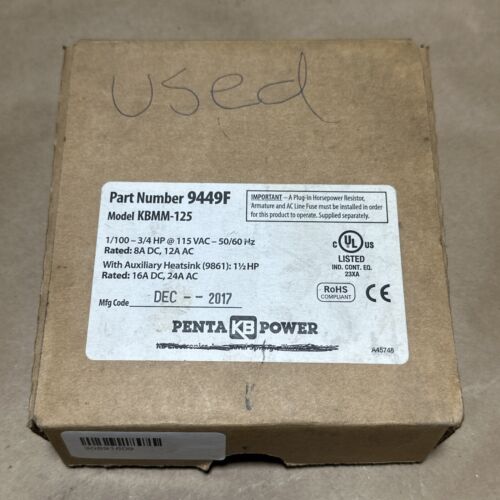 used
Part Number 9449F
Model KBMM-125
IMPORTANT – A Plug-In Horsepower Resistor,
Armature and AC Line Fuse must be installed in order
for this product to operate. Supplied separately.
1/100 – 3/4 HP @ 115 VAC – 50/60 Hz
Rated: 8A DC, 12A AC
With Auxiliary Heatsink (9861): 1½ HP
Rated: 16A DC, 24A AC
Mfg Code DEC -- 2017
C UL US
LISTED
IND. CONT. EQ.
23XA
RoHS
COMPLIANT
CE
PENTA KB POWER
KB Electronics
A45748